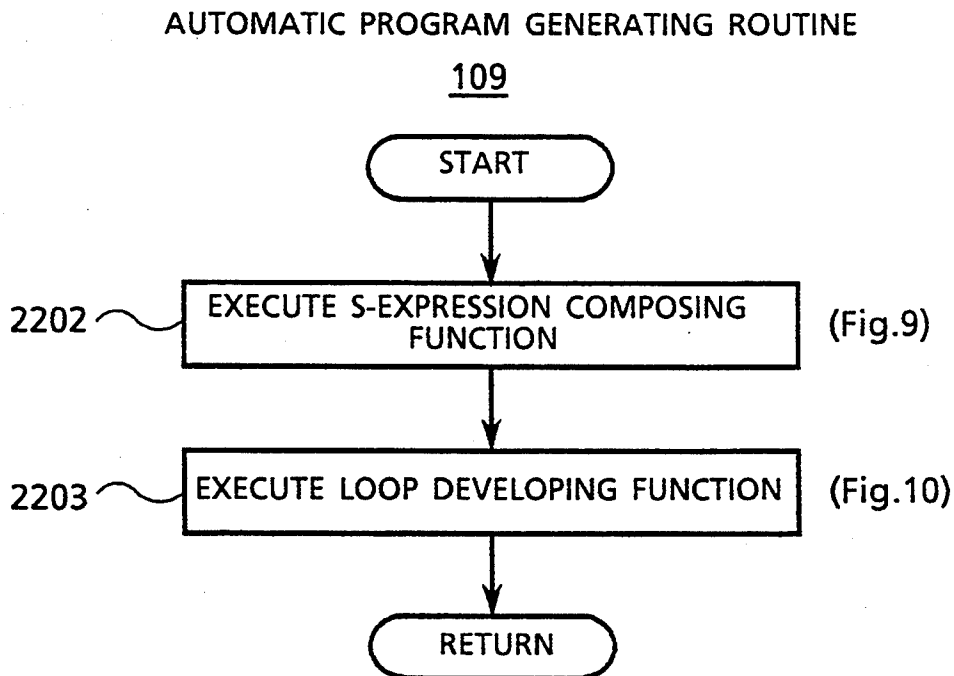 AUTOMATIC PROGRAM GENERATING ROUTINE
109
START
2202
EXECUTE S-EXPRESSION COMPOSING
FUNCTION
(Fig.9)
2203
EXECUTE LOOP DEVELOPING FUNCTION
(Fig.10)
RETURN